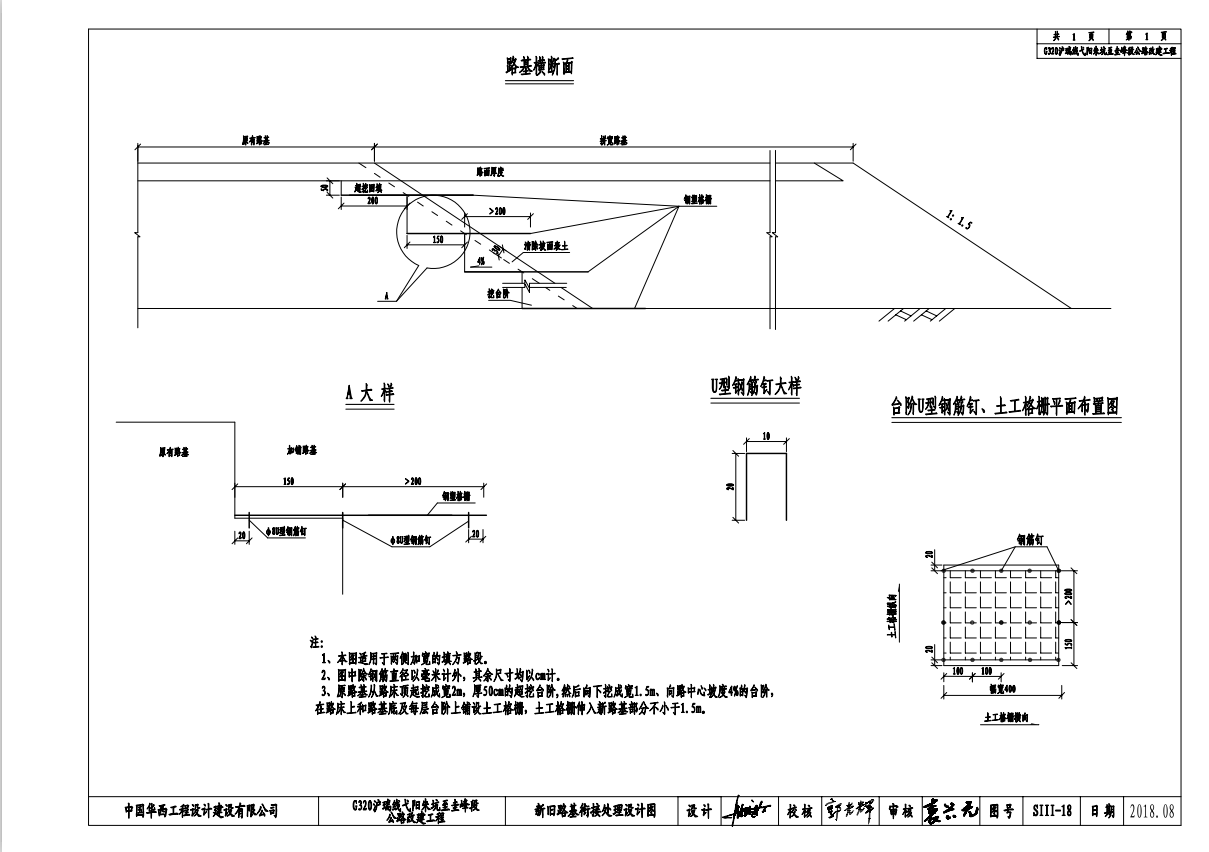 共 1 页 第 1 页
G320沪瑞线弋阳朱坑至圭峰段公路改建工程
路基横断面
原有路基
拼宽路基
路面厚度
50
超挖回填
200
>200
钢塑格栅
1:1.5
150
30
清除坡面表土
4%
挖台阶
A
A 大 样
U型钢筋钉大样
台阶U型钢筋钉、土工格栅平面布置图
原有路基
加铺路基
150
>200
钢塑格栅
20
φ8U型钢筋钉
φ8U型钢筋钉
20
10
20
钢筋钉
20
>200
土工格栅纵向
150
20
100
100
幅宽400
土工格栅横向
注:
1、本图适用于两侧加宽的填方路段。
2、图中除钢筋直径以毫米计外，其余尺寸均以cm计。
3、原路基从路床顶起挖成宽2m，厚50cm的超挖台阶,然后向下挖成宽1.5m、向路中心坡度4%的台阶，
在路床上和路基底及每层台阶上铺设土工格栅，土工格栅伸入新路基部分不小于1.5m。
中国华西工程设计建设有限公司
G320沪瑞线弋阳朱坑至圭峰段
公路改建工程
新旧路基衔接处理设计图
设计
校核
审核 袁兴无
图号
SIII-18
日期
2018.08